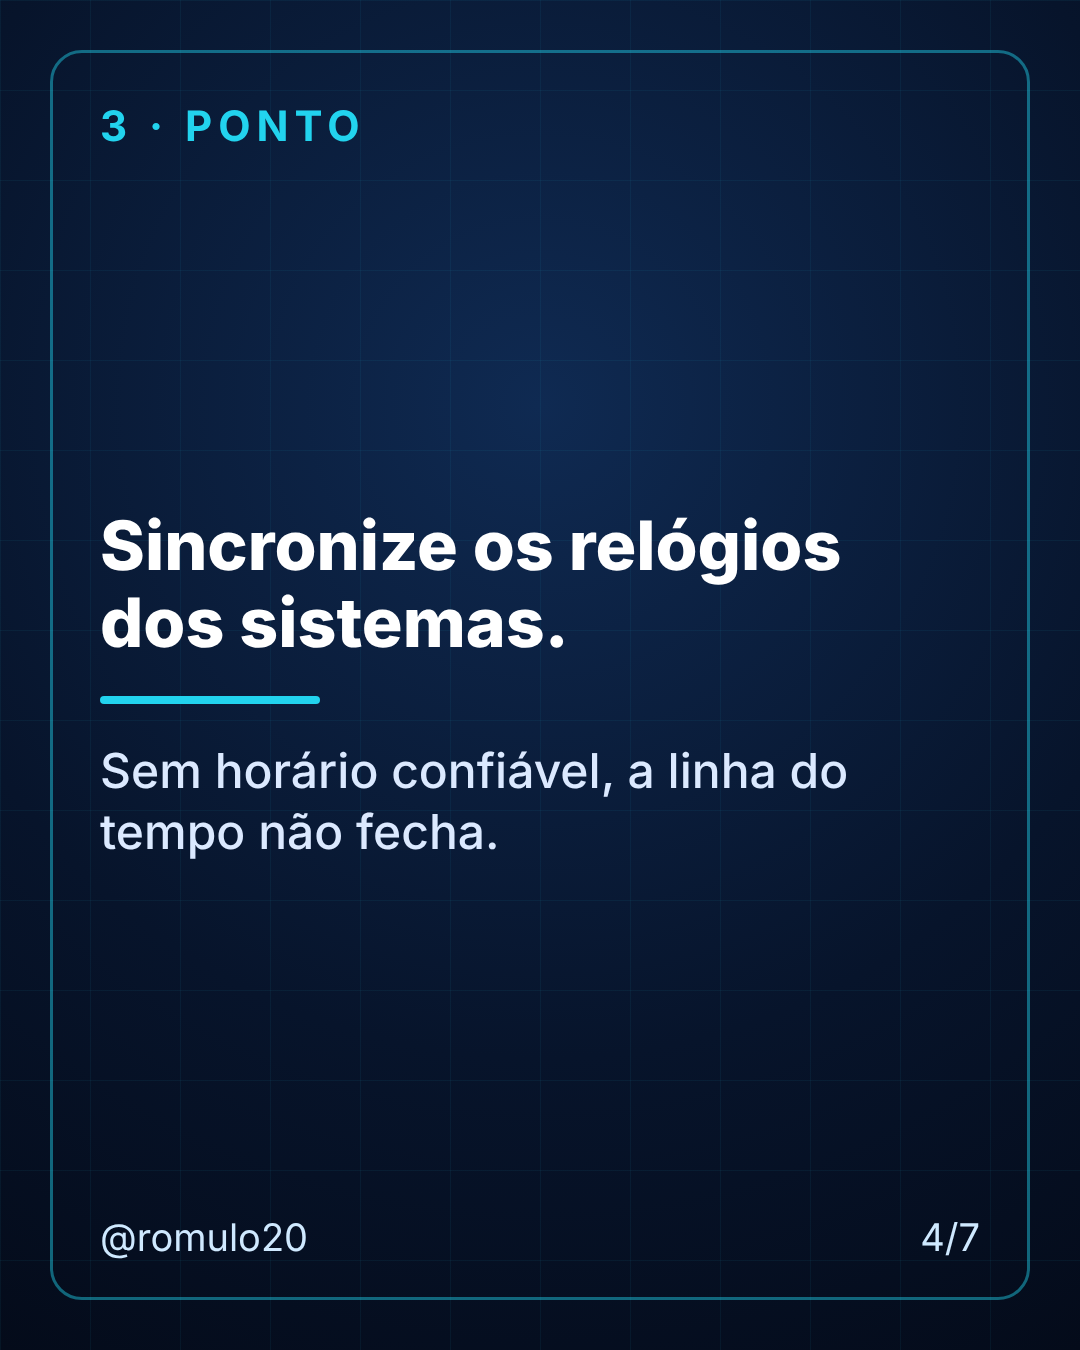 3 · PONTO
Sincronize os relógios
dos sistemas.
Sem horário confiável, a linha do
tempo não fecha.
@romulo20
4/7